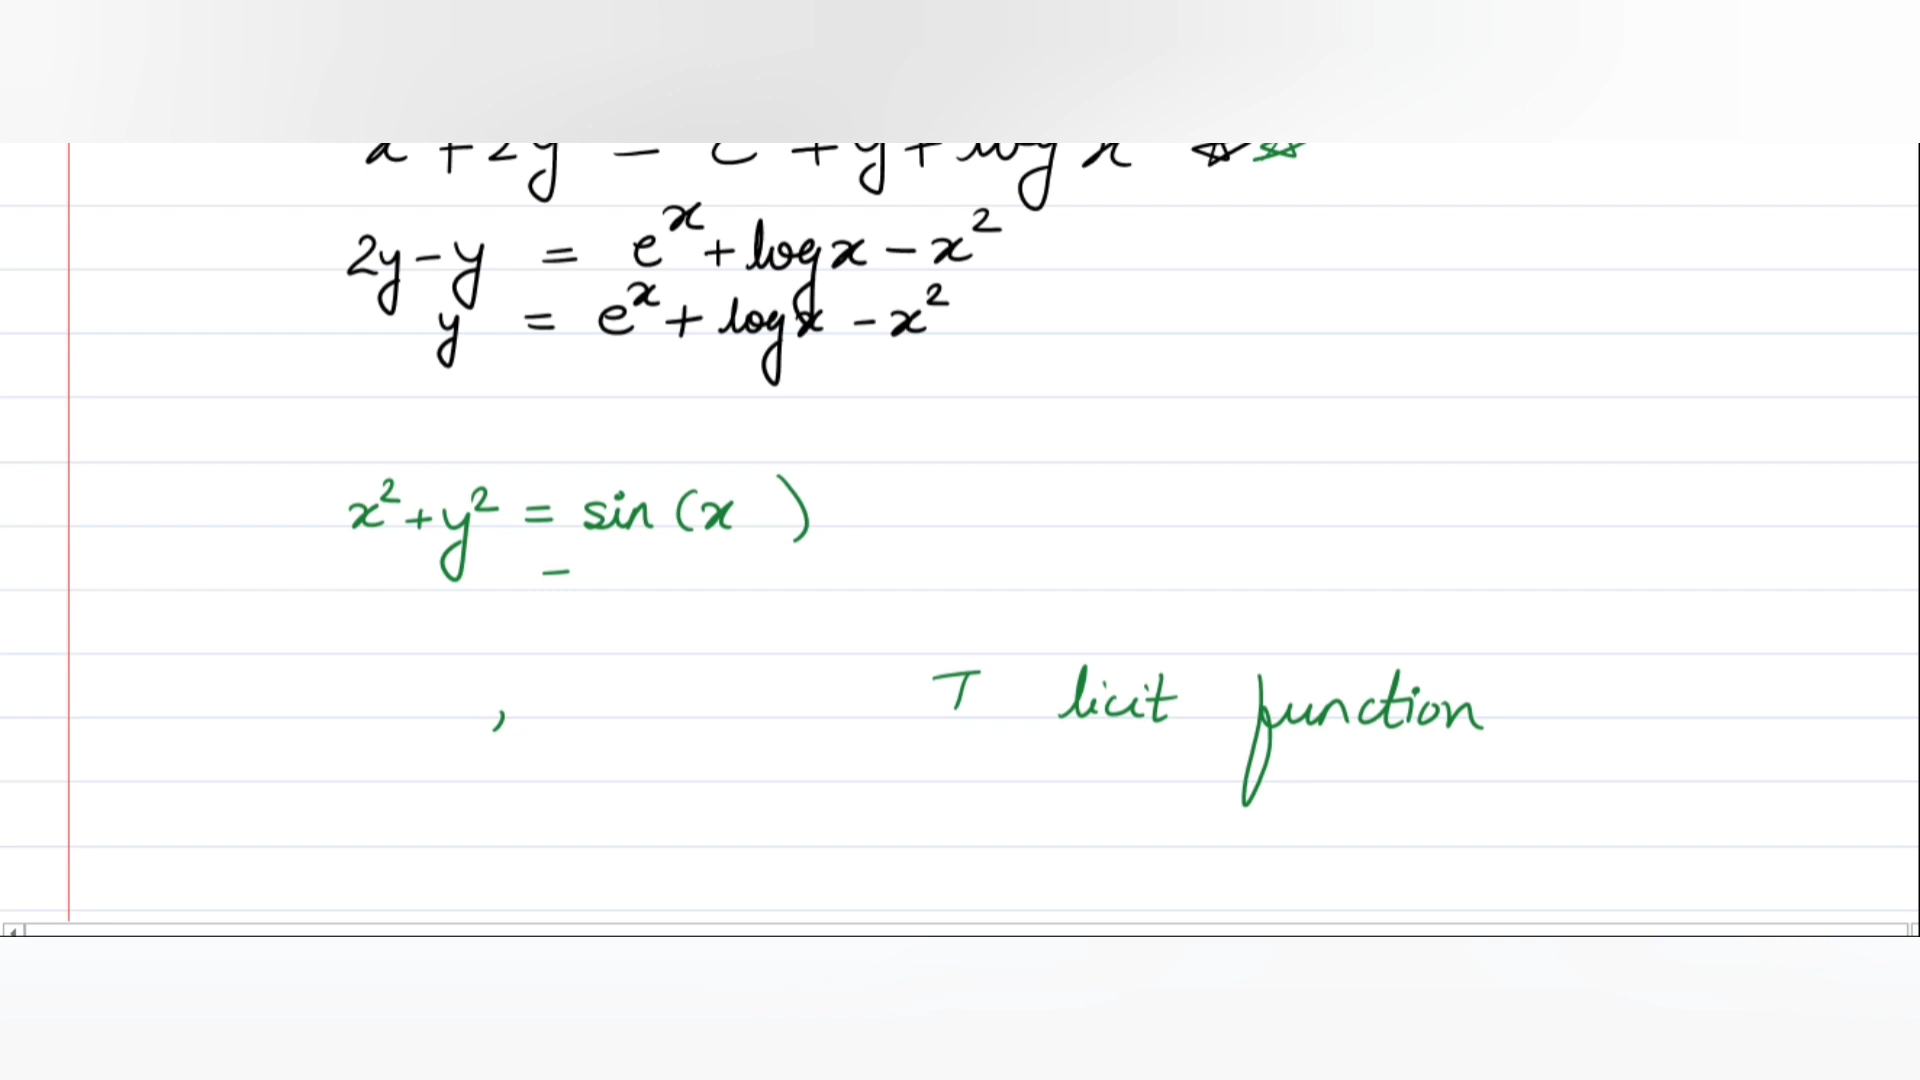 2y - y = e^x + log x - x^2
y = e^x + log x - x^2
x^2 + y^2 = sin (x )
licit function